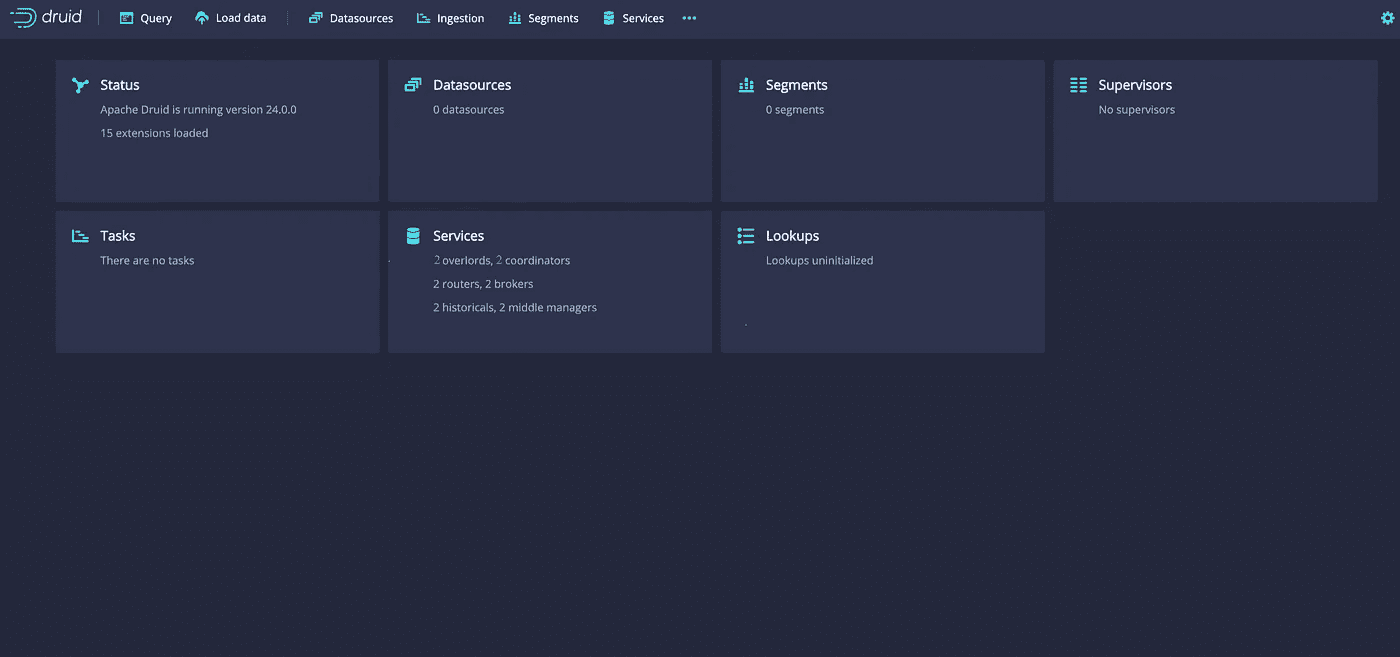 druid Query Load data Datasources Ingestion Segments Services
Status
Apache Druid is running version 24.0.0
15 extensions loaded
Datasources
0 datasources
Segments
0 segments
Supervisors
No supervisors
Tasks
There are no tasks
Services
2 overlords, 2 coordinators
2 routers, 2 brokers
2 historicals, 2 middle managers
Lookups
Lookups uninitialized